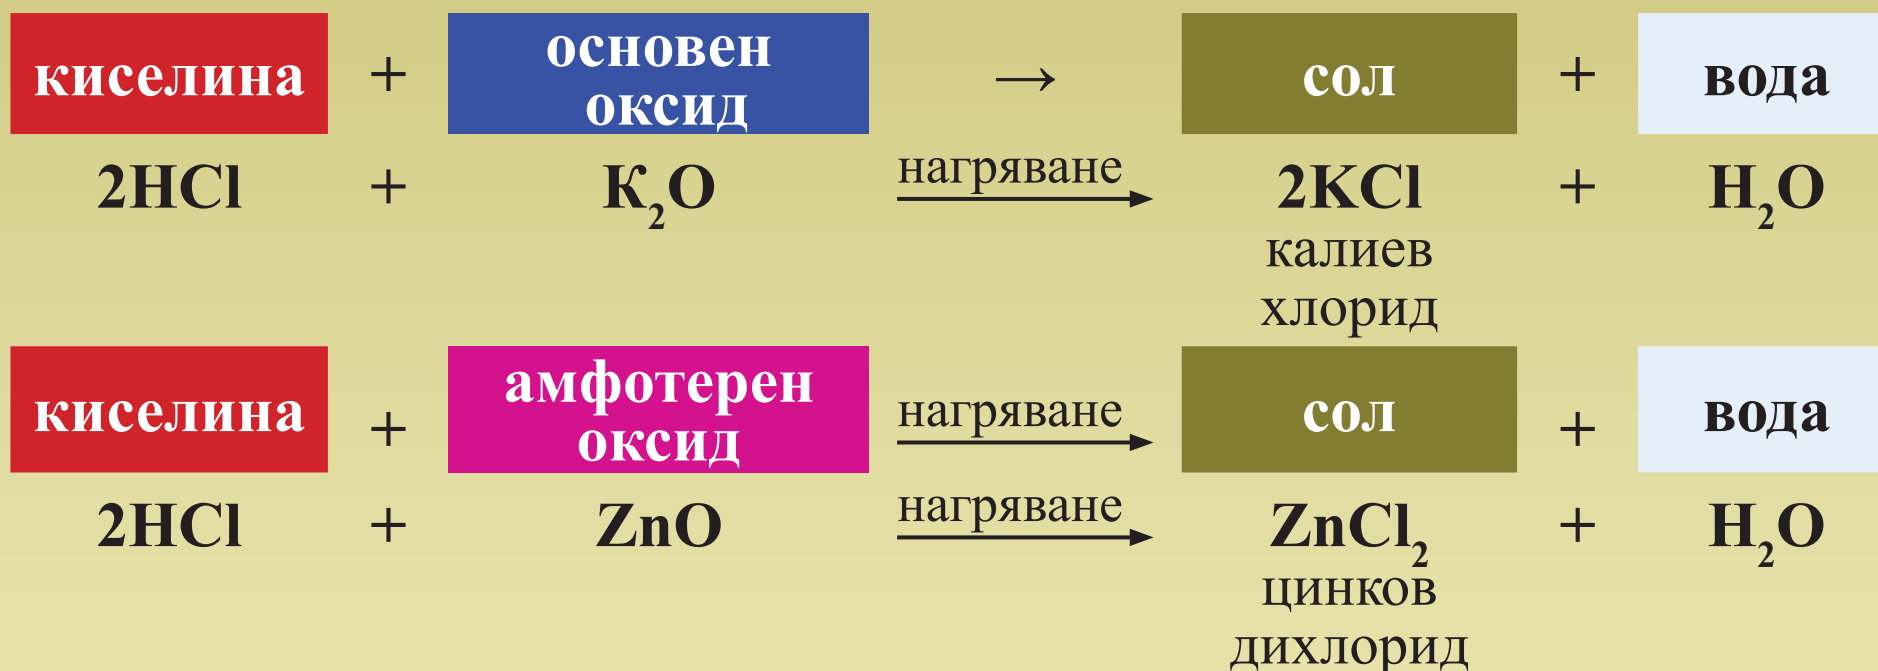 киселина + основен оксид → сол + вода
2HCl + K₂O нагряване 2KCl + H₂O
калиев
хлорид
киселина + амфотерен оксид нагряване сол + вода
2HCl + ZnO нагряване ZnCl₂ + H₂O
цинков
дихлорид